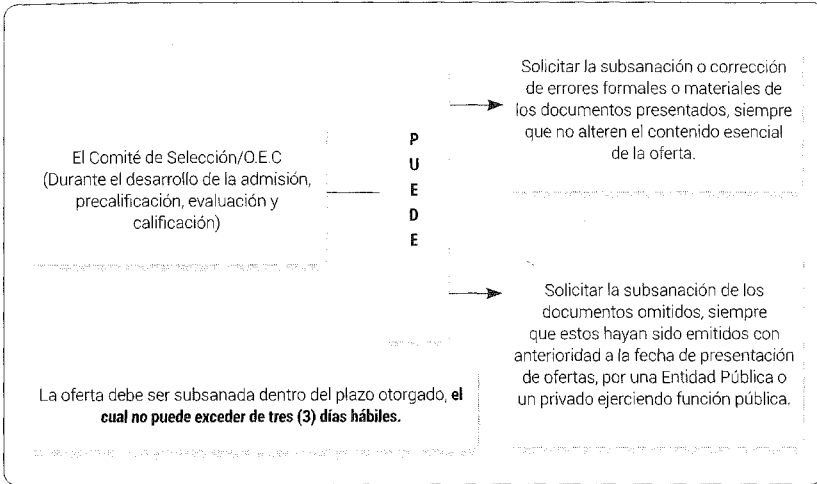 El Comité de Selección/O.E.C
(Durante el desarrollo de la admisión,
precalificación, evaluación y
calificación)
P
U
E
D
E
Solicitar la subsanación o corrección
de errores formales o materiales de
los documentos presentados, siempre
que no alteren el contenido esencial
de la oferta.
Solicitar la subsanación de los
documentos omitidos, siempre
que estos hayan sido emitidos con
anterioridad a la fecha de presentación
de ofertas, por una Entidad Pública o
un privado ejerciendo función pública.
La oferta debe ser subsanada dentro del plazo otorgado, el
cual no puede exceder de tres (3) días hábiles.